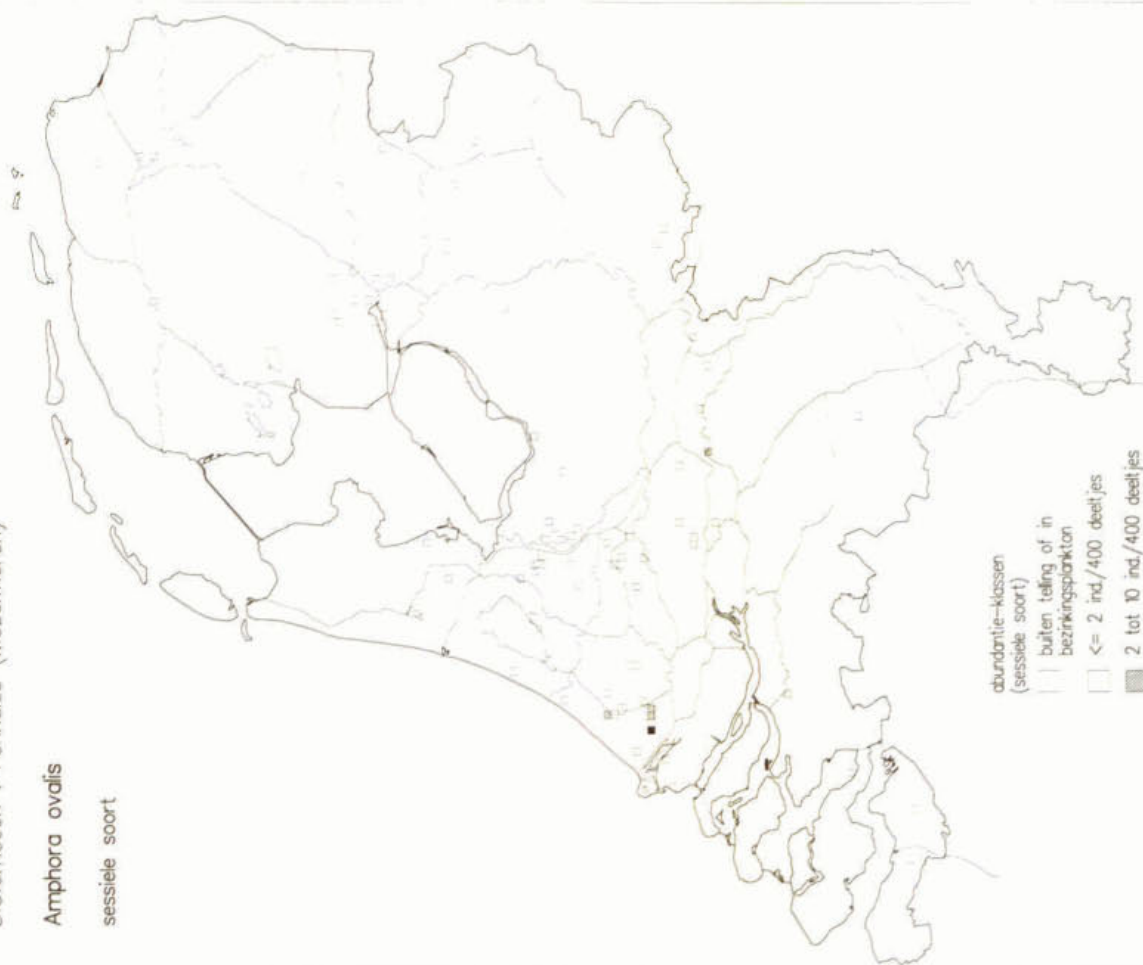 Amphora ovalis
sessiele soort
abundantie-klassen
(sessiele soort)
buiten telling of in
bezinkingsplankton
<= 2 ind./400 deeltjes
2 tot 10 ind./400 deeltjes